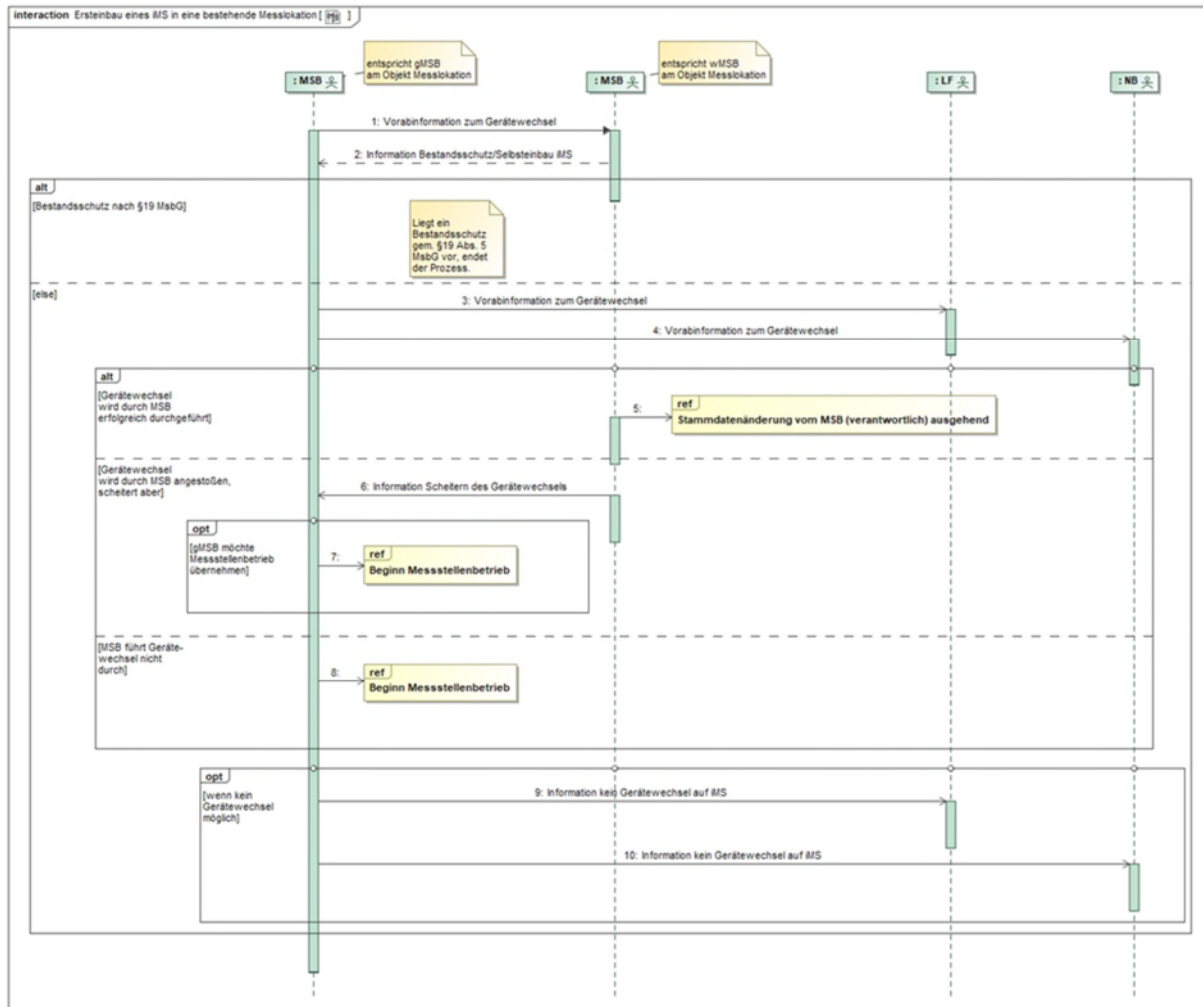 interaction Ersteinbau eines iMS in eine bestehende Messlokation [ ]
entspricht gMSB
am Objekt Messlokation
entspricht wMSB
am Objekt Messlokation
: MSB
: MSB
: LF
: NB
1: Vorabinformation zum Gerätewechsel
2: Information Bestandsschutz/Selbsteinbau iMS
alt
[Bestandsschutz nach §19 MsbG]
Liegt ein
Bestandsschutz
gem. §19 Abs. 5
MsbG vor, endet
der Prozess.
[else]
3: Vorabinformation zum Gerätewechsel
4: Vorabinformation zum Gerätewechsel
alt
[Gerätewechsel
wird durch MSB
erfolgreich durchgeführt]
5:
ref
Stammdatenänderung vom MSB (verantwortlich) ausgehend
[Gerätewechsel
wird durch MSB angestoßen,
scheitert aber]
6: Information Scheitern des Gerätewechsels
opt
[gMSB möchte
Messstellenbetrieb
übernehmen]
7:
ref
Beginn Messstellenbetrieb
[MSB führt Geräte-
wechsel nicht
durch]
8:
ref
Beginn Messstellenbetrieb
opt
[wenn kein
Gerätewechsel
möglich]
9: Information kein Gerätewechsel auf iMS
10: Information kein Gerätewechsel auf iMS